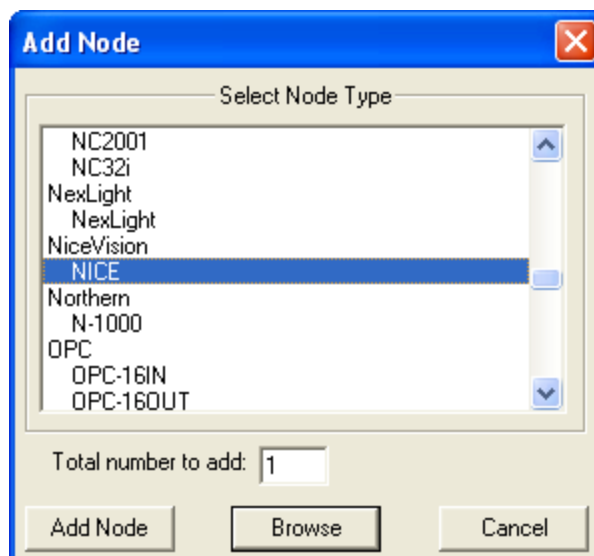 Add Node
Select Node Type
NC2001
NC32i
NexLight
NexLight
NiceVision
NICE
Northern
N-1000
OPC
OPC-16IN
OPC-16OUT
Total number to add: 1
Add Node Browse Cancel